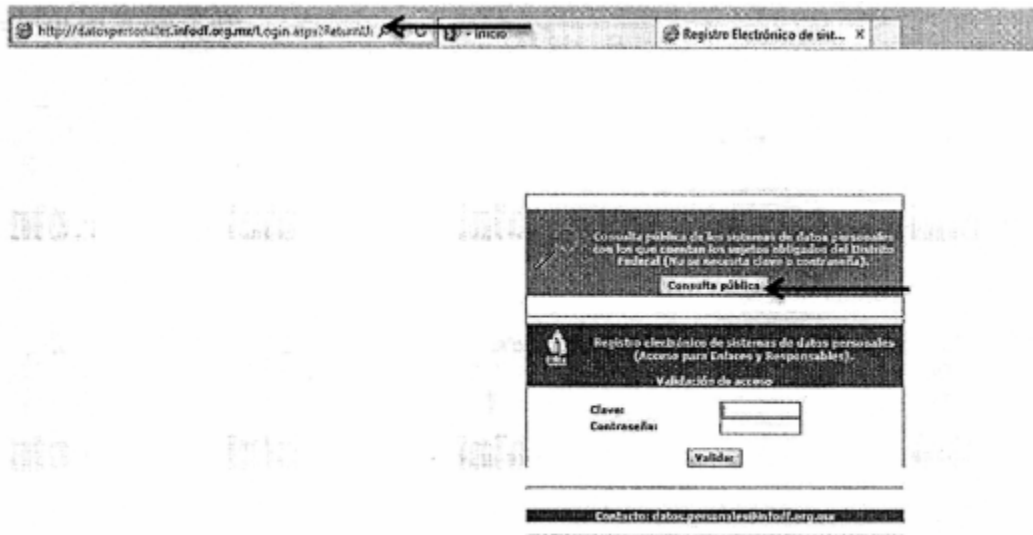 http://datospersonales.infodf.org.mx/Login.aspx?ReturnU
- Inicio
Registro Electrónico de sist... ×
Consulta pública de los sistemas de datos personales
con los que cuentan los sujetos obligados del Distrito
Federal (No se necesita clave o contraseña).
Consulta pública
Registro electrónico de sistemas de datos personales
(Acceso para Enlaces y Responsables).
Validación de acceso
Clave:
Contraseña:
Validar
Contacto: datos.personales@infodf.org.mx